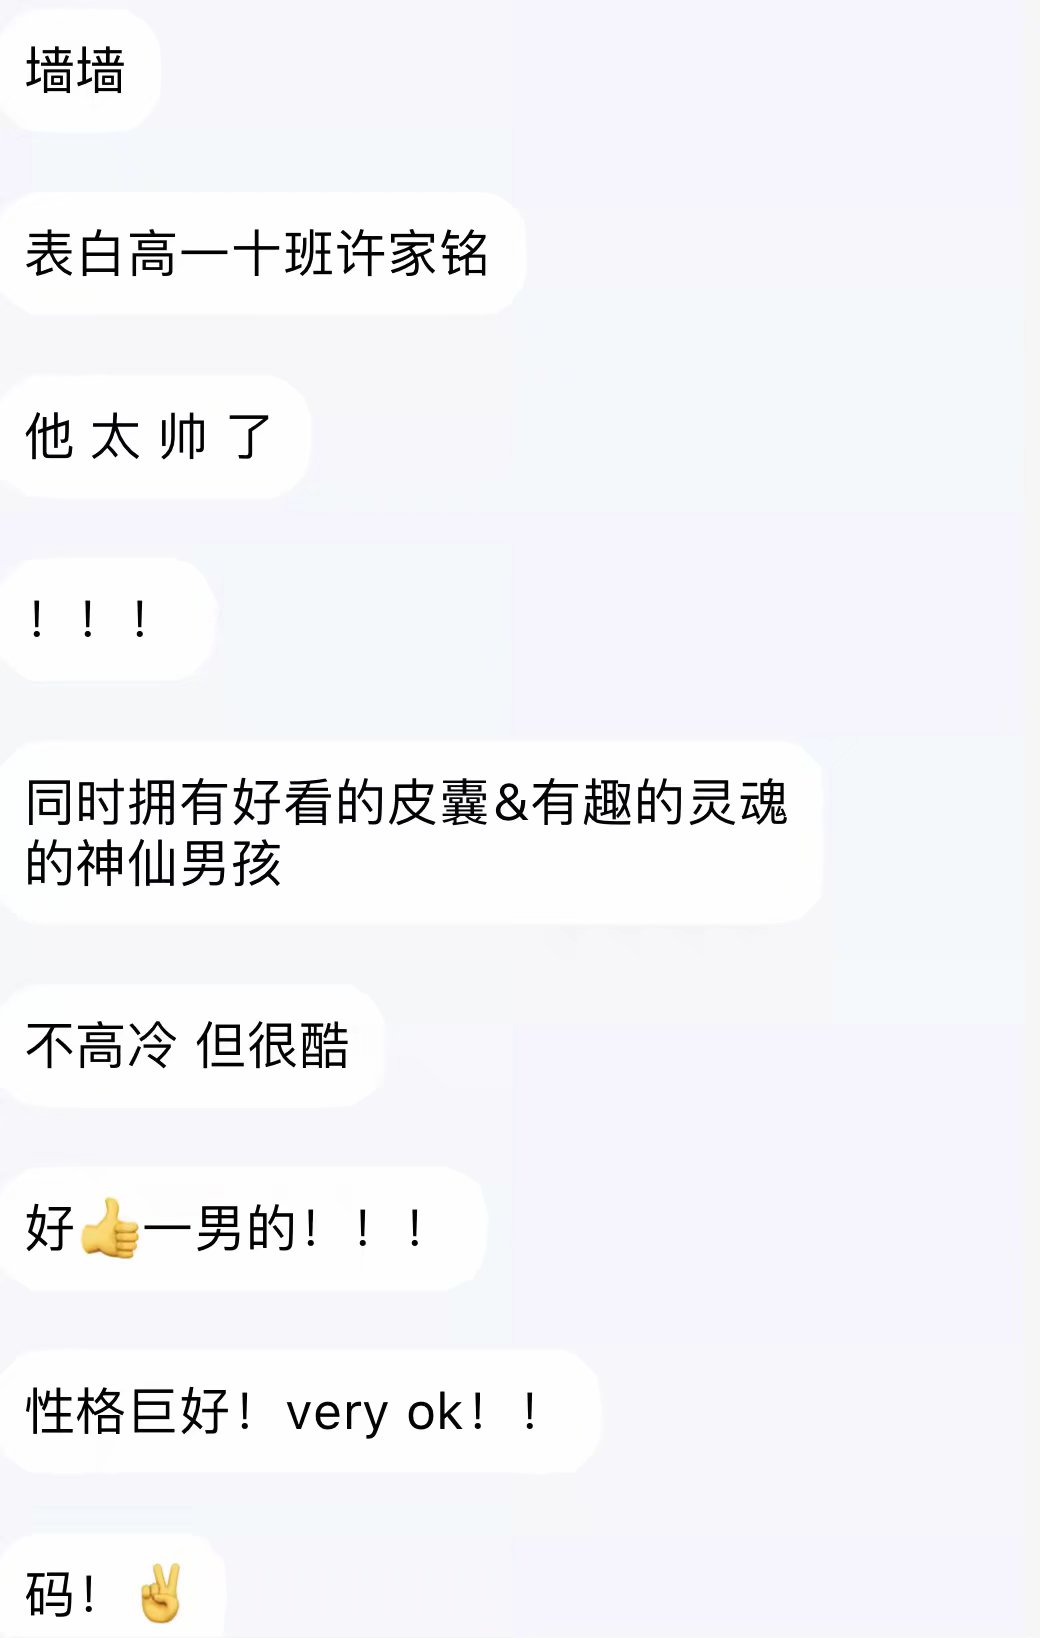 墙墙
表白高一十班许家铭
他 太 帅 了
！！！
同时拥有好看的皮囊&有趣的灵魂
的神仙男孩
不高冷 但很酷
好👍一男的！！！
性格巨好！very ok！！
码！✌️